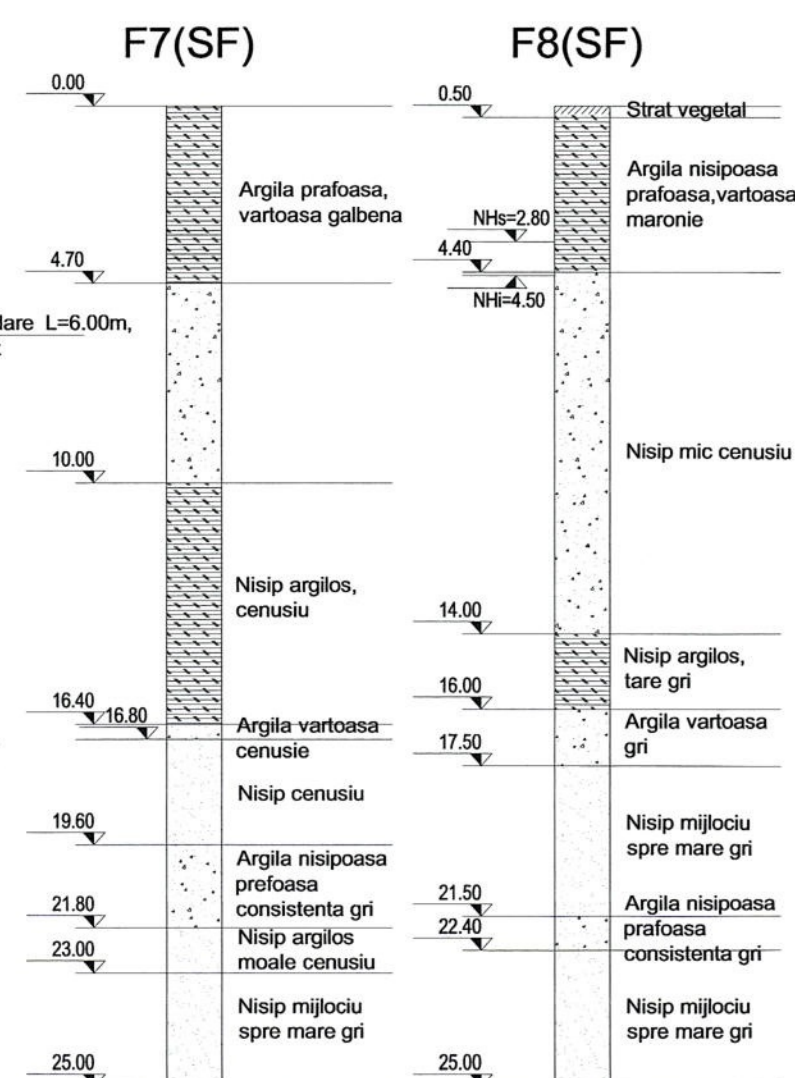 F7(SF)
0.00
Argila prafoasa,
vartoasa galbena
4.70
lare L=6.00m,
10.00
Nisip argilos,
cenusiu
16.40
16.80
Argila vartoasa
cenusie
Nisip cenusiu
19.60
Argila nisipoasa
prefoasa
consistenta gri
21.80
Nisip argilos
moale cenusiu
23.00
Nisip mijlociu
spre mare gri
25.00
F8(SF)
0.50
Strat vegetal
Argila nisipoasa
prafoasa,vartoasa
maronie
NHs=2.80
4.40
NHi=4.50
Nisip mic cenusiu
14.00
Nisip argilos,
tare gri
16.00
Argila vartoasa
gri
17.50
Nisip mijlociu
spre mare gri
21.50
Argila nisipoasa
prafoasa
consistenta gri
22.40
Nisip mijlociu
spre mare gri
25.00